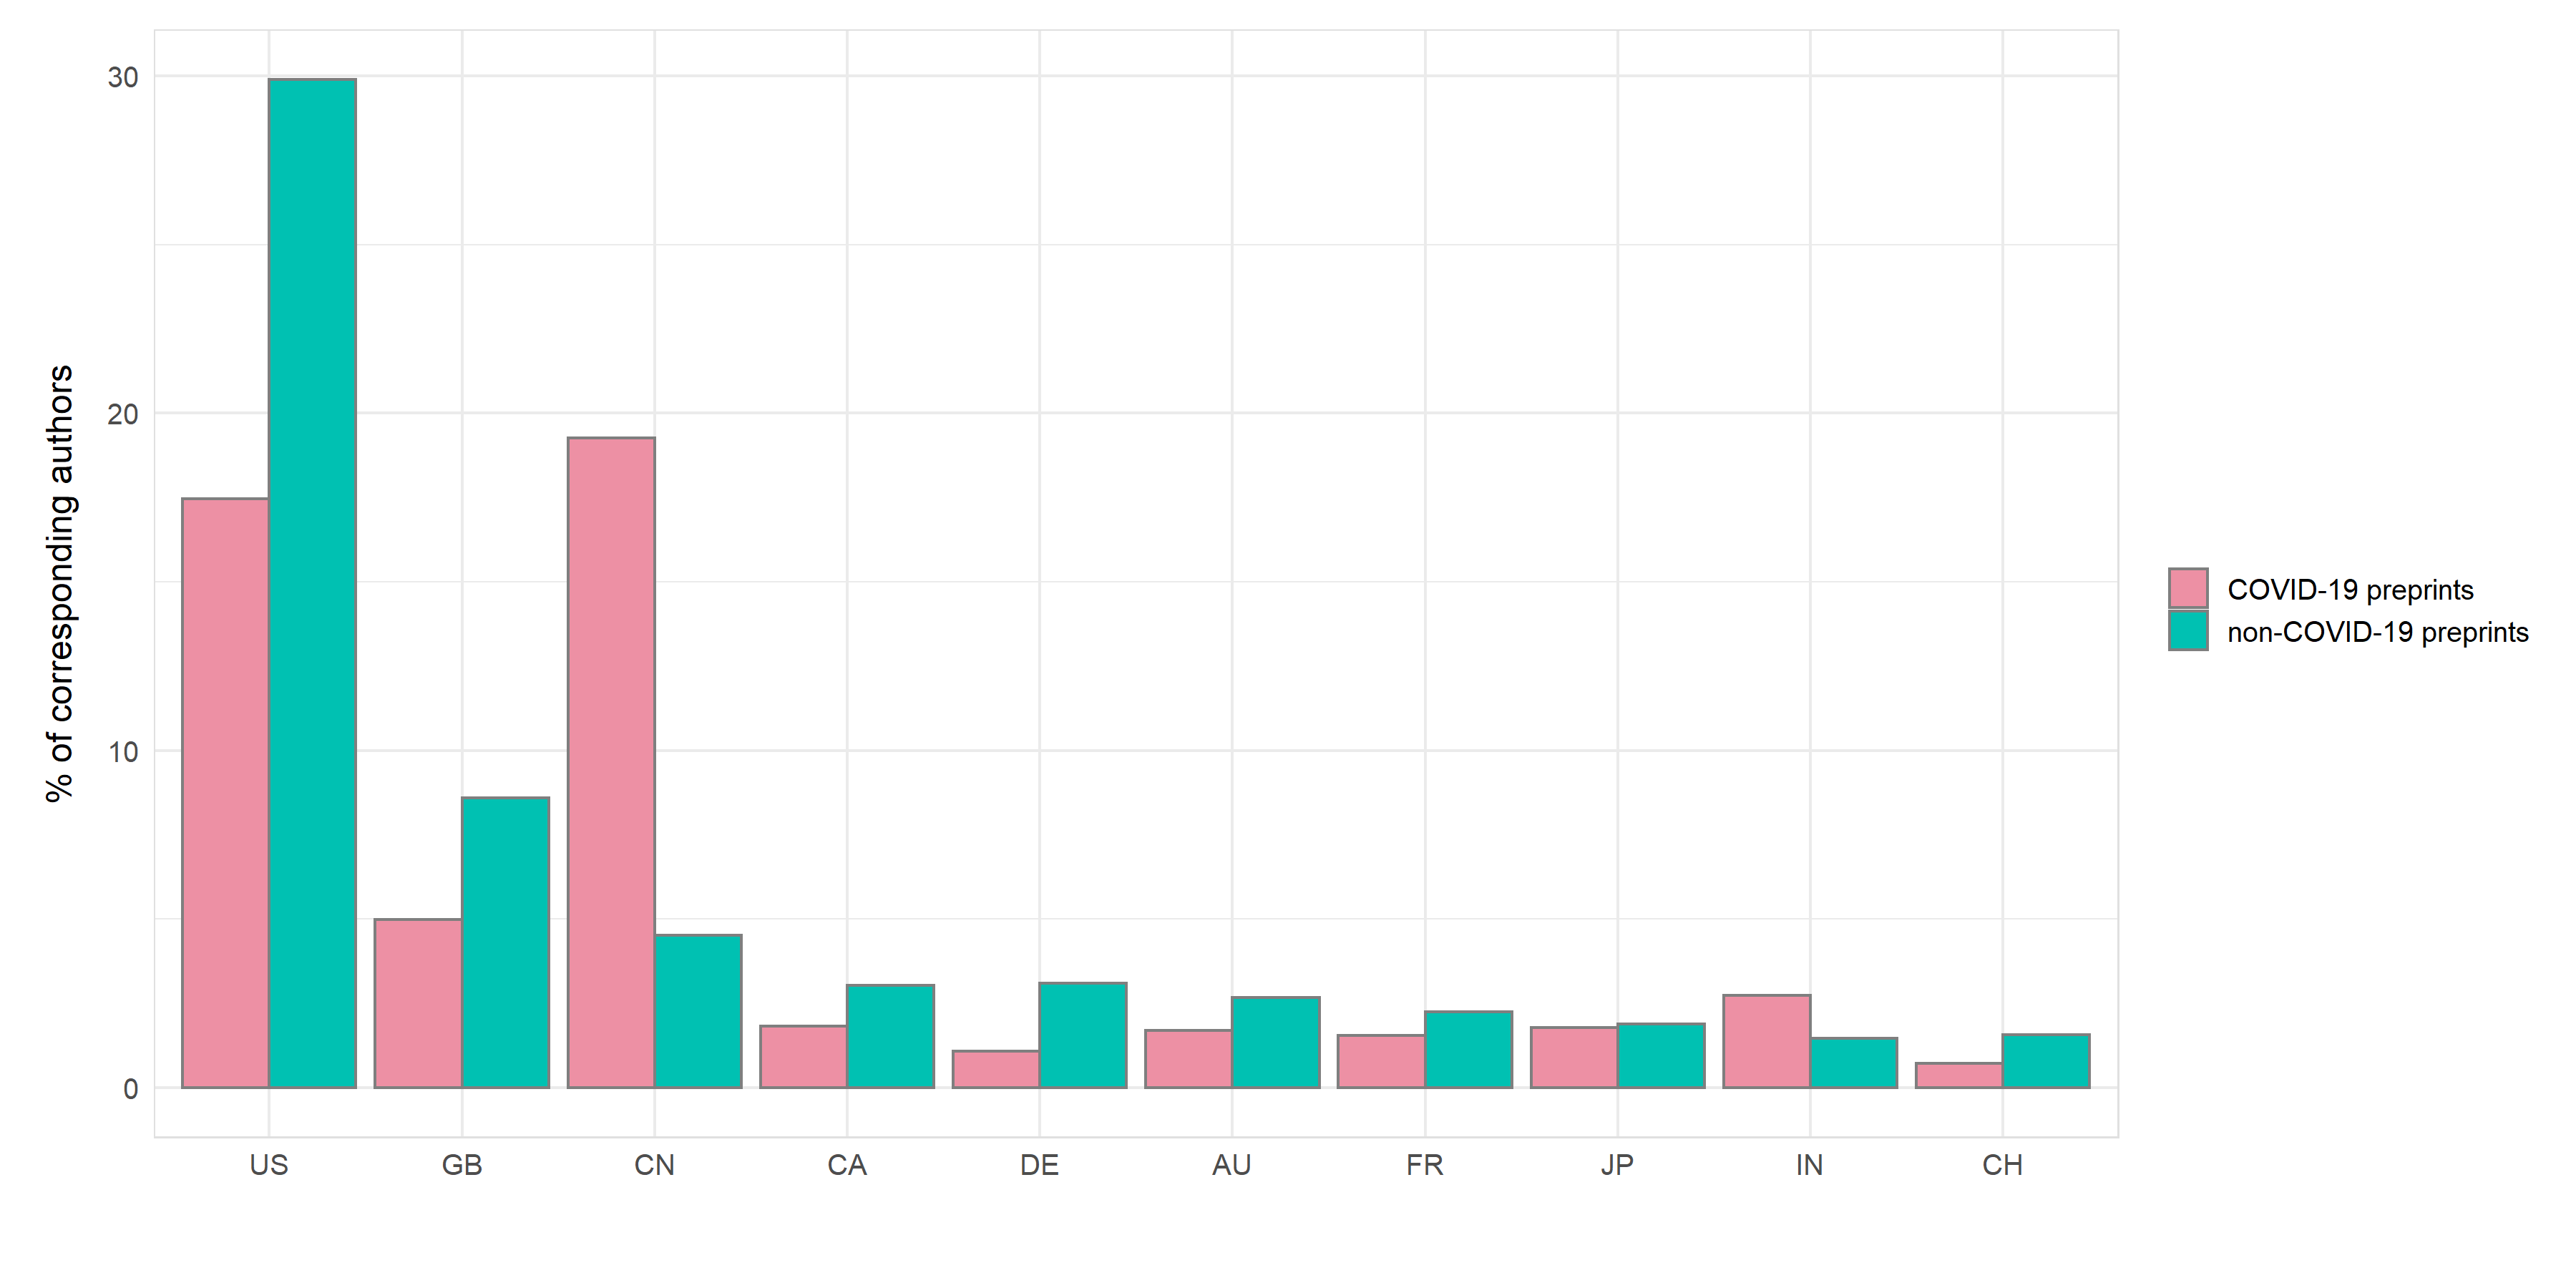 % of corresponding authors
30
20
10
0
US GB CN CA DE AU FR JP IN CH
COVID-19 preprints
non-COVID-19 preprints